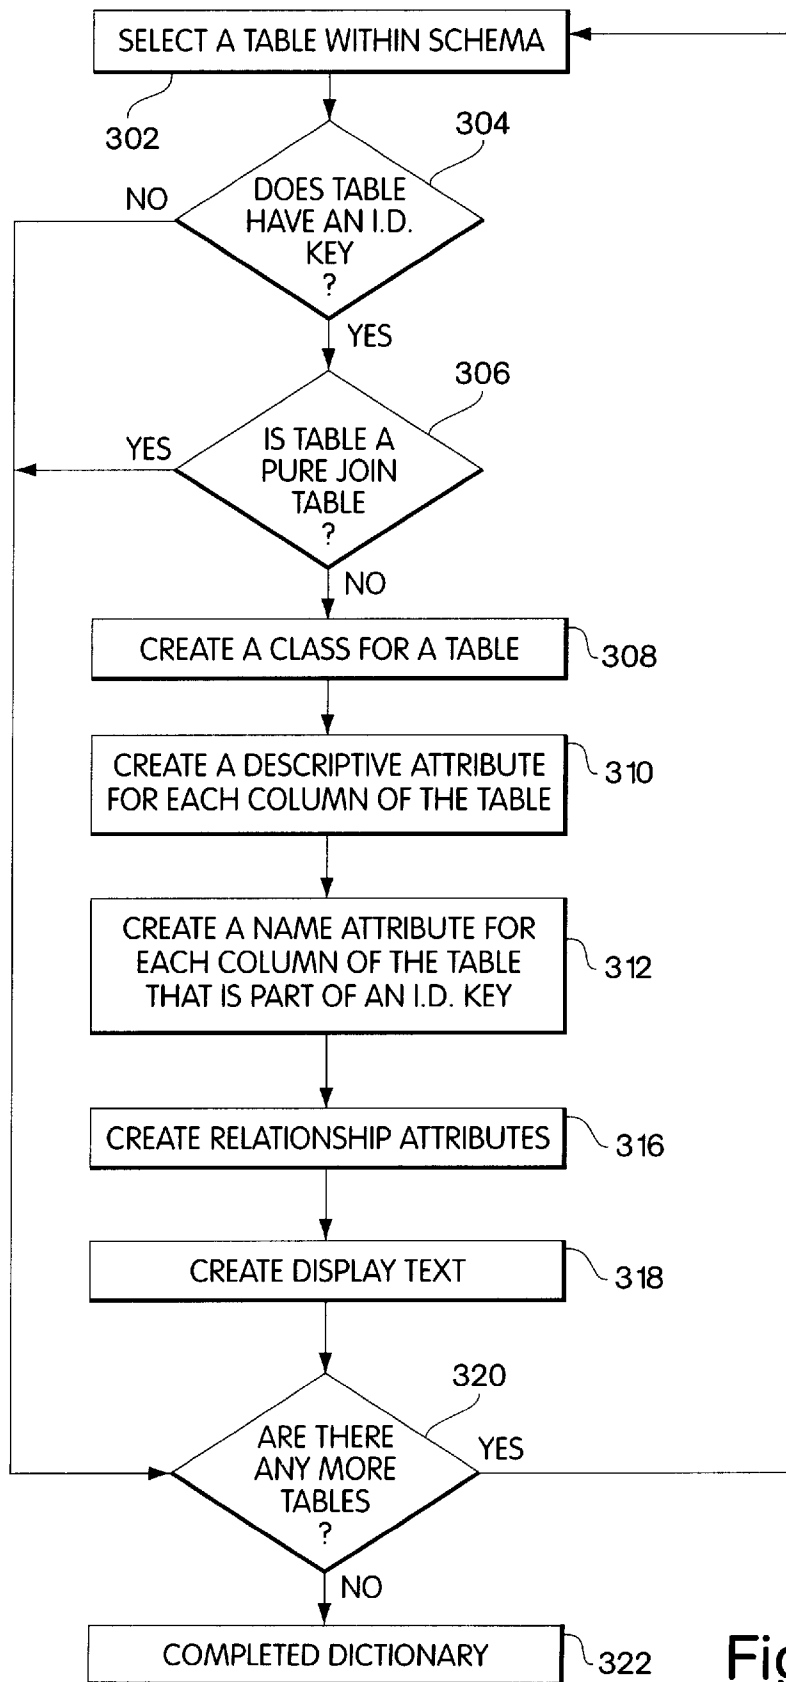 SELECT A TABLE WITHIN SCHEMA
302
304
DOES TABLE
HAVE AN I.D.
KEY
?
NO
YES
306
IS TABLE A
PURE JOIN
TABLE
?
YES
NO
CREATE A CLASS FOR A TABLE
308
CREATE A DESCRIPTIVE ATTRIBUTE
FOR EACH COLUMN OF THE TABLE
310
CREATE A NAME ATTRIBUTE FOR
EACH COLUMN OF THE TABLE
THAT IS PART OF AN I.D. KEY
312
CREATE RELATIONSHIP ATTRIBUTES
316
CREATE DISPLAY TEXT
318
320
ARE THERE
ANY MORE
TABLES
?
YES
NO
COMPLETED DICTIONARY
322
Fig